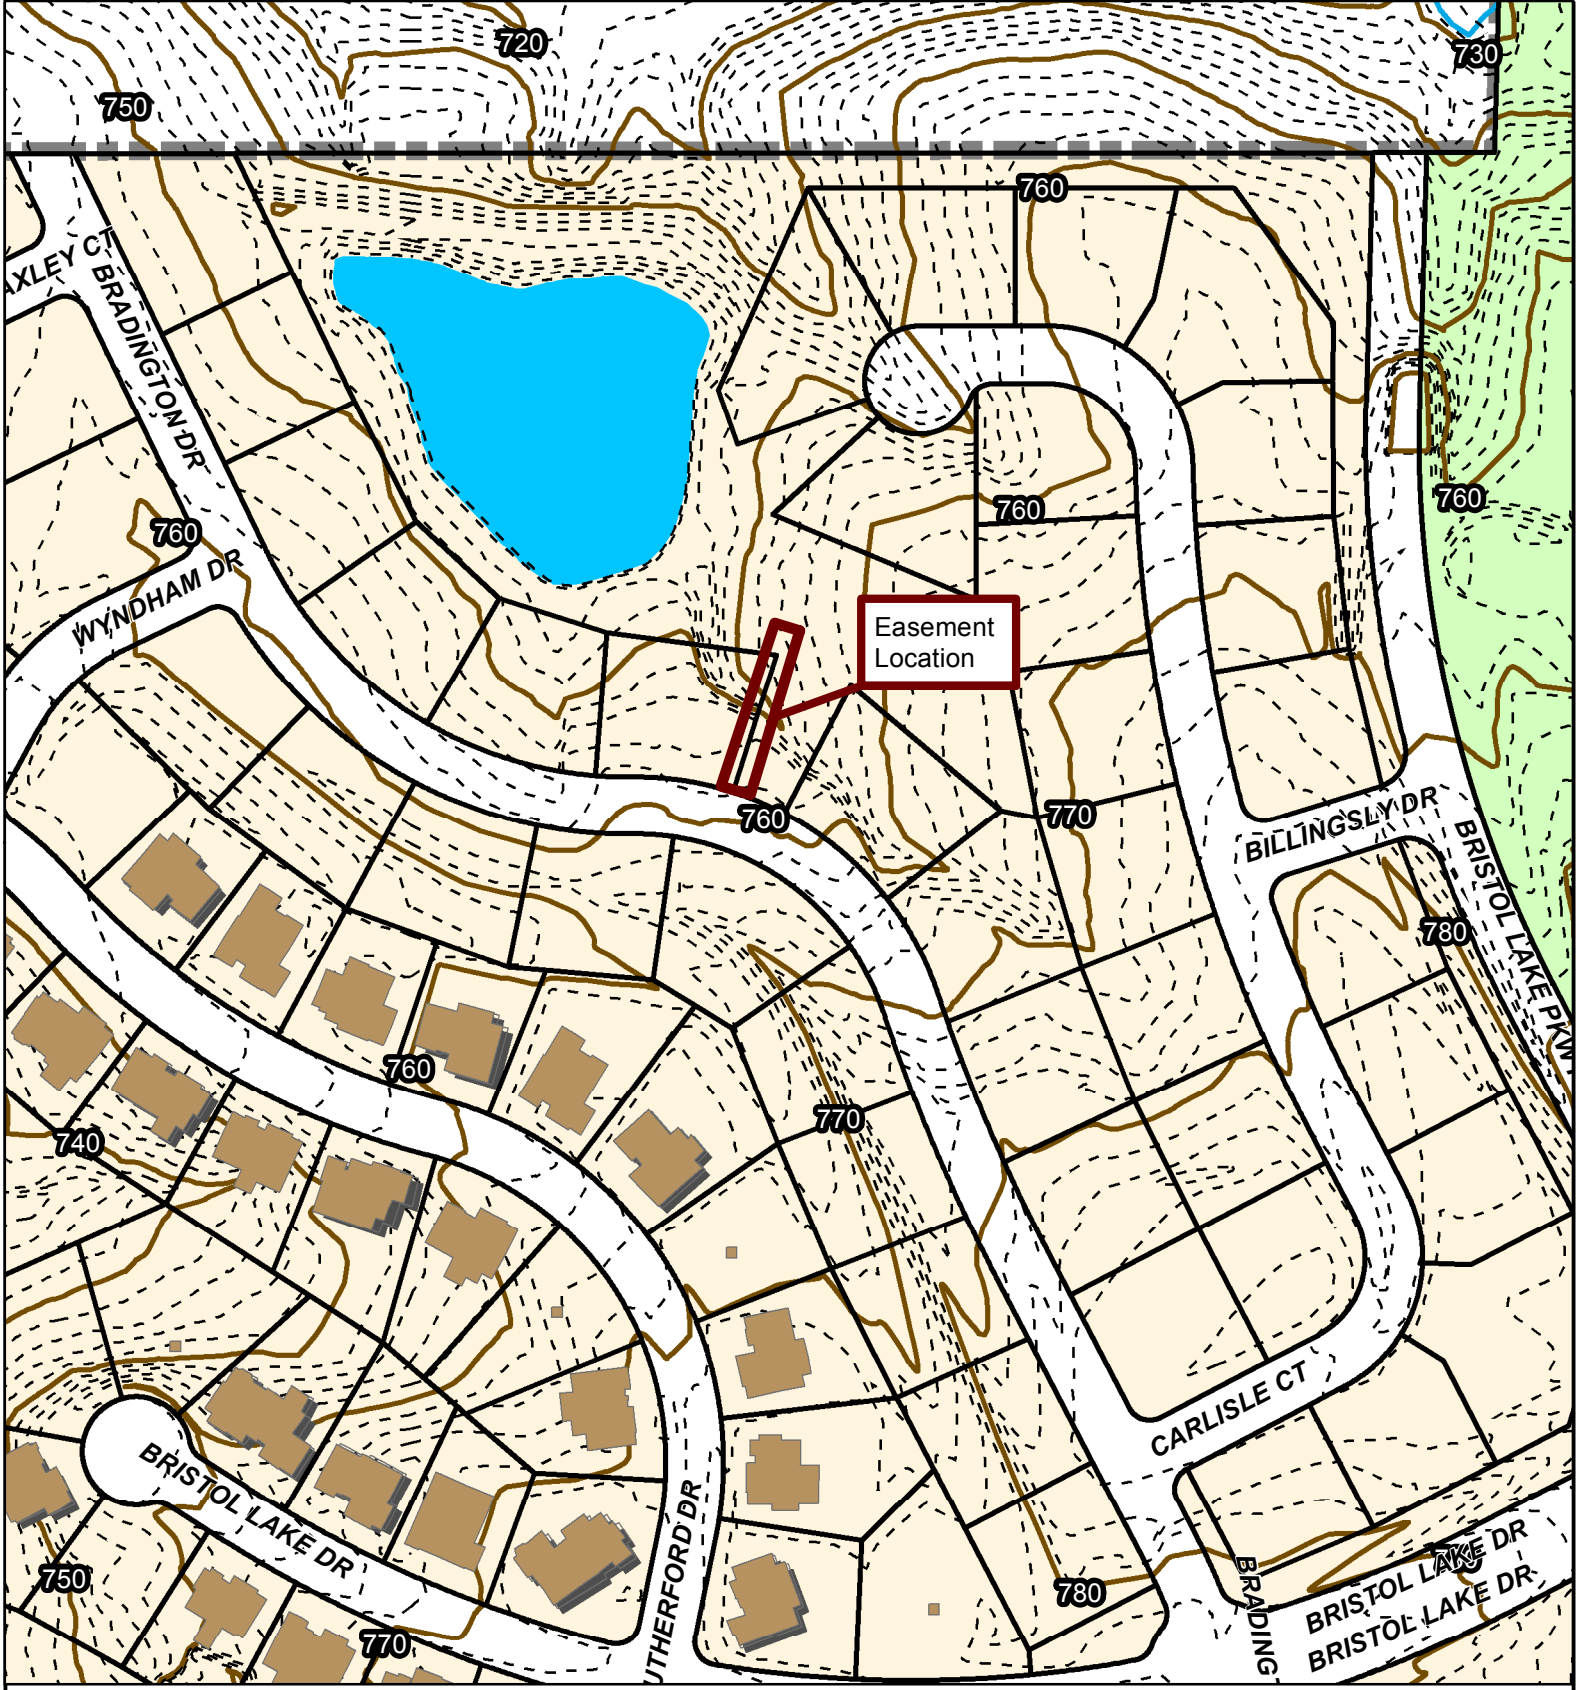 720
730
750
760
AXLEY CT
BRADINGTON DR
760
760
760
WYNDHAM DR
Easement
Location
760
770
BILLINGSLY DR
BRISTOL LAKE PKW
780
760
770
740
CARLISLE CT
BRISTOL LAKE DR
UTHERFORD DR
BRADING
BRISTOL LAKE DR
BRISTOL LAKE DR
750
780
770